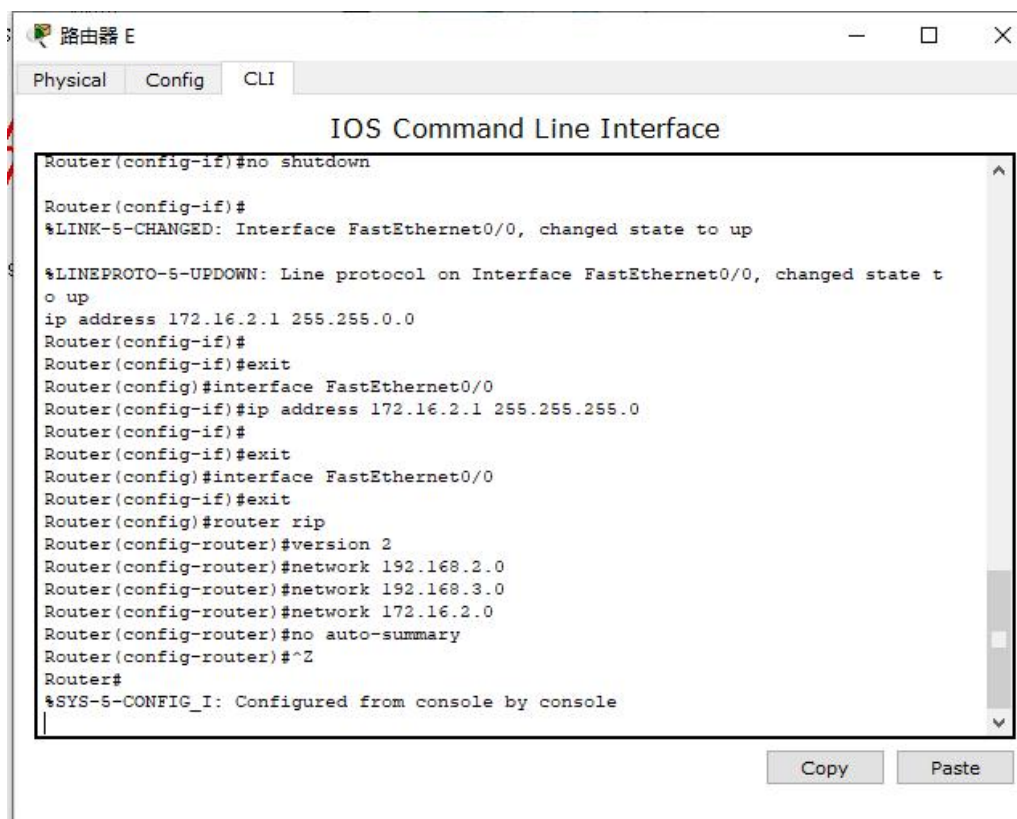 路由器 E
Physical Config CLI
IOS Command Line Interface
Router(config-if)#no shutdown
Router(config-if)#
%LINK-5-CHANGED: Interface FastEthernet0/0, changed state to up
%LINEPROTO-5-UPDOWN: Line protocol on Interface FastEthernet0/0, changed state t
o up
ip address 172.16.2.1 255.255.0.0
Router(config-if)#
Router(config-if)#exit
Router(config)#interface FastEthernet0/0
Router(config-if)#ip address 172.16.2.1 255.255.255.0
Router(config-if)#
Router(config-if)#exit
Router(config)#interface FastEthernet0/0
Router(config-if)#exit
Router(config)#router rip
Router(config-router)#version 2
Router(config-router)#network 192.168.2.0
Router(config-router)#network 192.168.3.0
Router(config-router)#network 172.16.2.0
Router(config-router)#no auto-summary
Router(config-router)#^Z
Router#
%SYS-5-CONFIG_I: Configured from console by console
Copy Paste